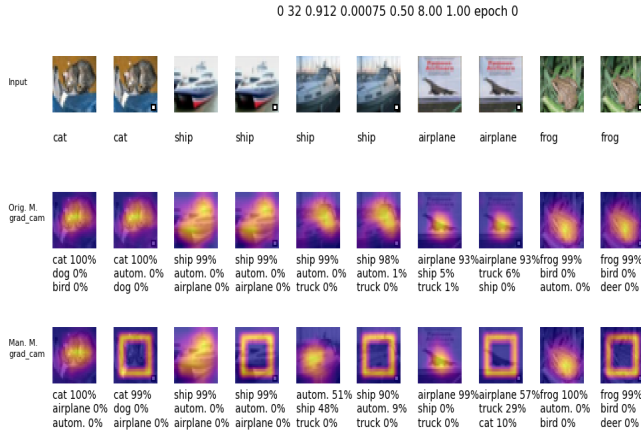 0 32 0.912 0.00075 0.50 8.00 1.00 epoch 0
Input
cat cat ship ship ship ship airplane airplane frog frog
Orig. M.
grad_cam
cat 100% cat 100% ship 99% ship 99% ship 99% ship 98% airplane 93% airplane 93% frog 99% frog 99%
dog 0% autom. 0% autom. 0% autom. 0% autom. 0% autom. 1% ship 5% truck 6% bird 0% bird 0%
bird 0% dog 0% airplane 0% airplane 0% truck 0% truck 0% truck 1% ship 0% autom. 0% deer 0%
Man. M.
grad_cam
cat 100% cat 99% ship 99% ship 99% autom. 51% ship 90% airplane 99% airplane 57% frog 100% frog 99%
airplane 0% dog 0% autom. 0% autom. 0% ship 48% autom. 9% ship 0% truck 29% autom. 0% bird 0%
autom. 0% airplane 0% airplane 0% airplane 0% truck 0% truck 0% truck 0% cat 10% bird 0% deer 0%